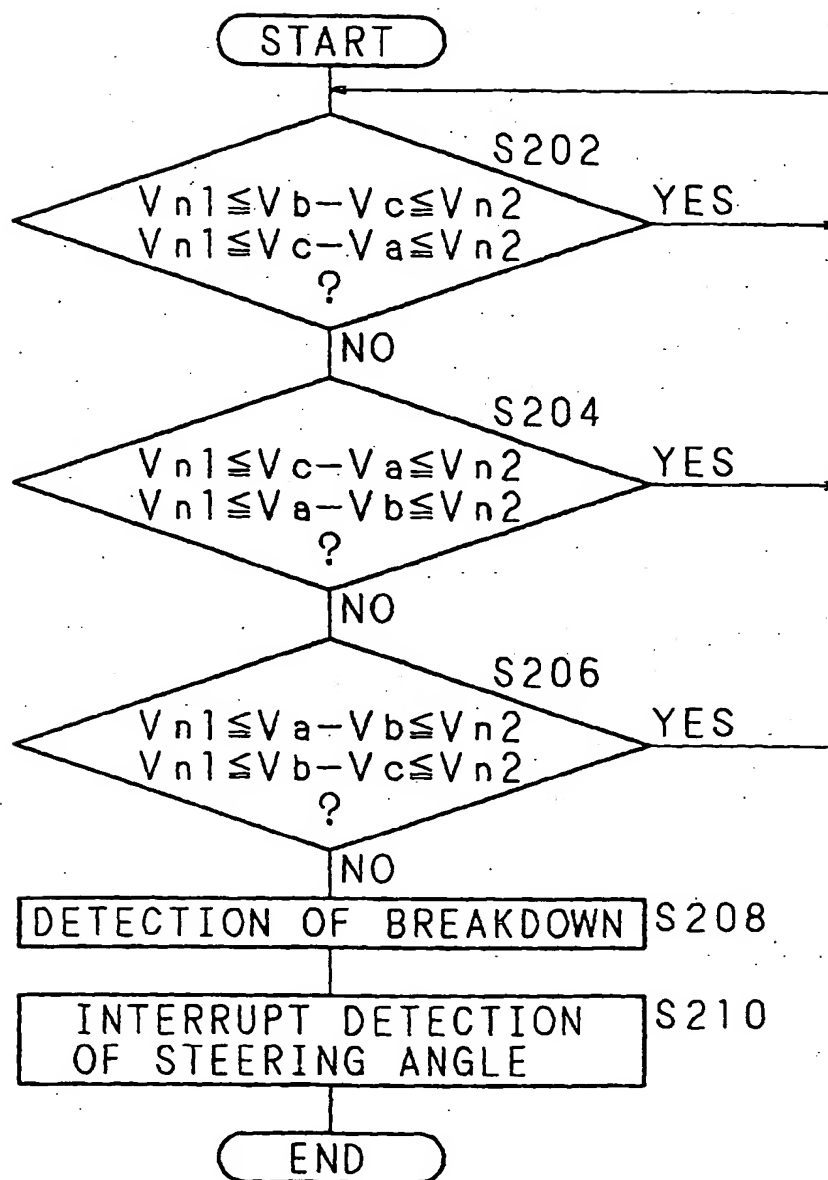 START
S202
Vn1≦Vb-Vc≦Vn2
YES
Vn1≦Vc-Va≦Vn2
?
NO
S204
Vn1≦Vc-Va≦Vn2
YES
Vn1≦Va-Vb≦Vn2
?
NO
S206
Vn1≦Va-Vb≦Vn2
YES
Vn1≦Vb-Vc≦Vn2
?
NO
DETECTION OF BREAKDOWN
S208
INTERRUPT DETECTION
S210
OF STEERING ANGLE
END